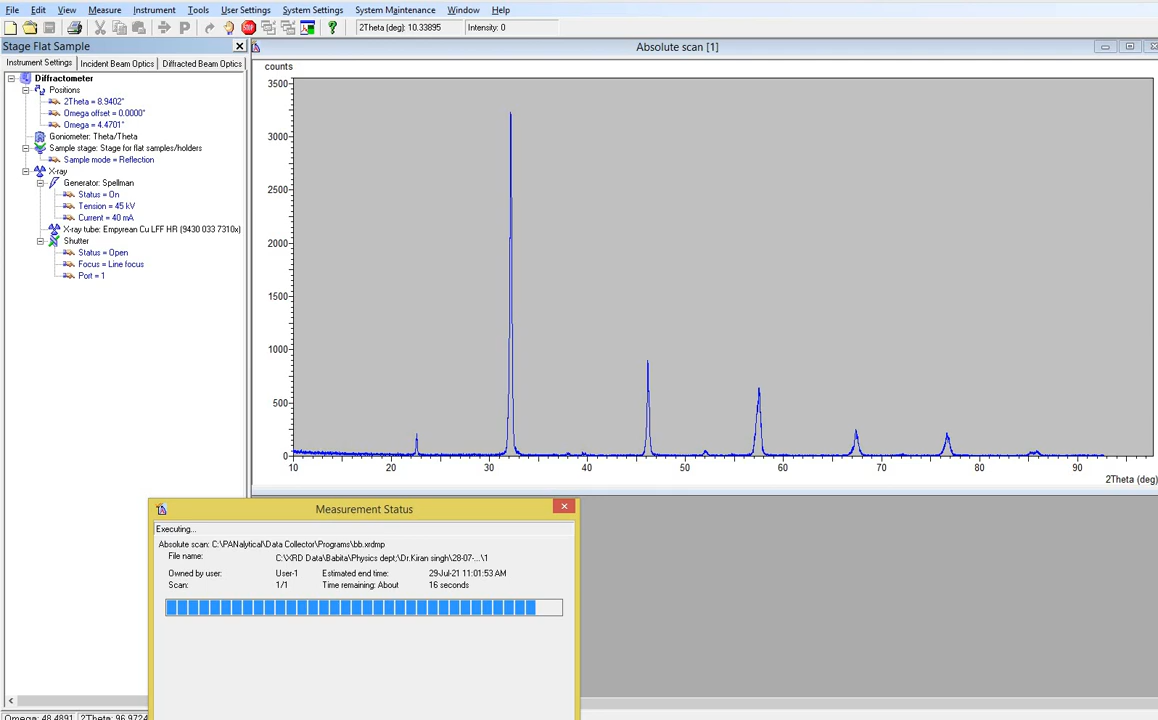 File Edit View Measure Instrument Tools User Settings System Settings System Maintenance Window Help
2Theta (deg): 10.33895 Intensity: 0
Stage Flat Sample
Instrument Settings Incident Beam Optics Diffracted Beam Optics
Diffractometer
Positions
2Theta = 8.9402°
Omega offset = 0.0000°
Omega = 4.4701°
Goniometer: Theta/Theta
Sample stage: Stage for flat samples/holders
Sample mode = Reflection
X-ray
Generator: Spellman
Status = On
Tension = 45 kV
Current = 40 mA
X-ray tube: Empyrean Cu LFF HR (9430 033 7310x)
Shutter
Status = Open
Focus = Line focus
Port = 1
Absolute scan [1]
counts
3500
3000
2500
2000
1500
1000
500
0
10 20 30 40 50 60 70 80 90
2Theta (deg)
Measurement Status
Executing...
Absolute scan: C:\PANalytical\Data Collector\Programs\bb.xrdmp
File name: C:\XRD Data\Babita\Physics dept;\Dr.Kiran singh\28-07-...\1
Owned by user: User-1 Estimated end time: 29-Jul-21 11:01:53 AM
Scan: 1/1 Time remaining: About 16 seconds
Omega: 48.4891 2Theta: 96.9724